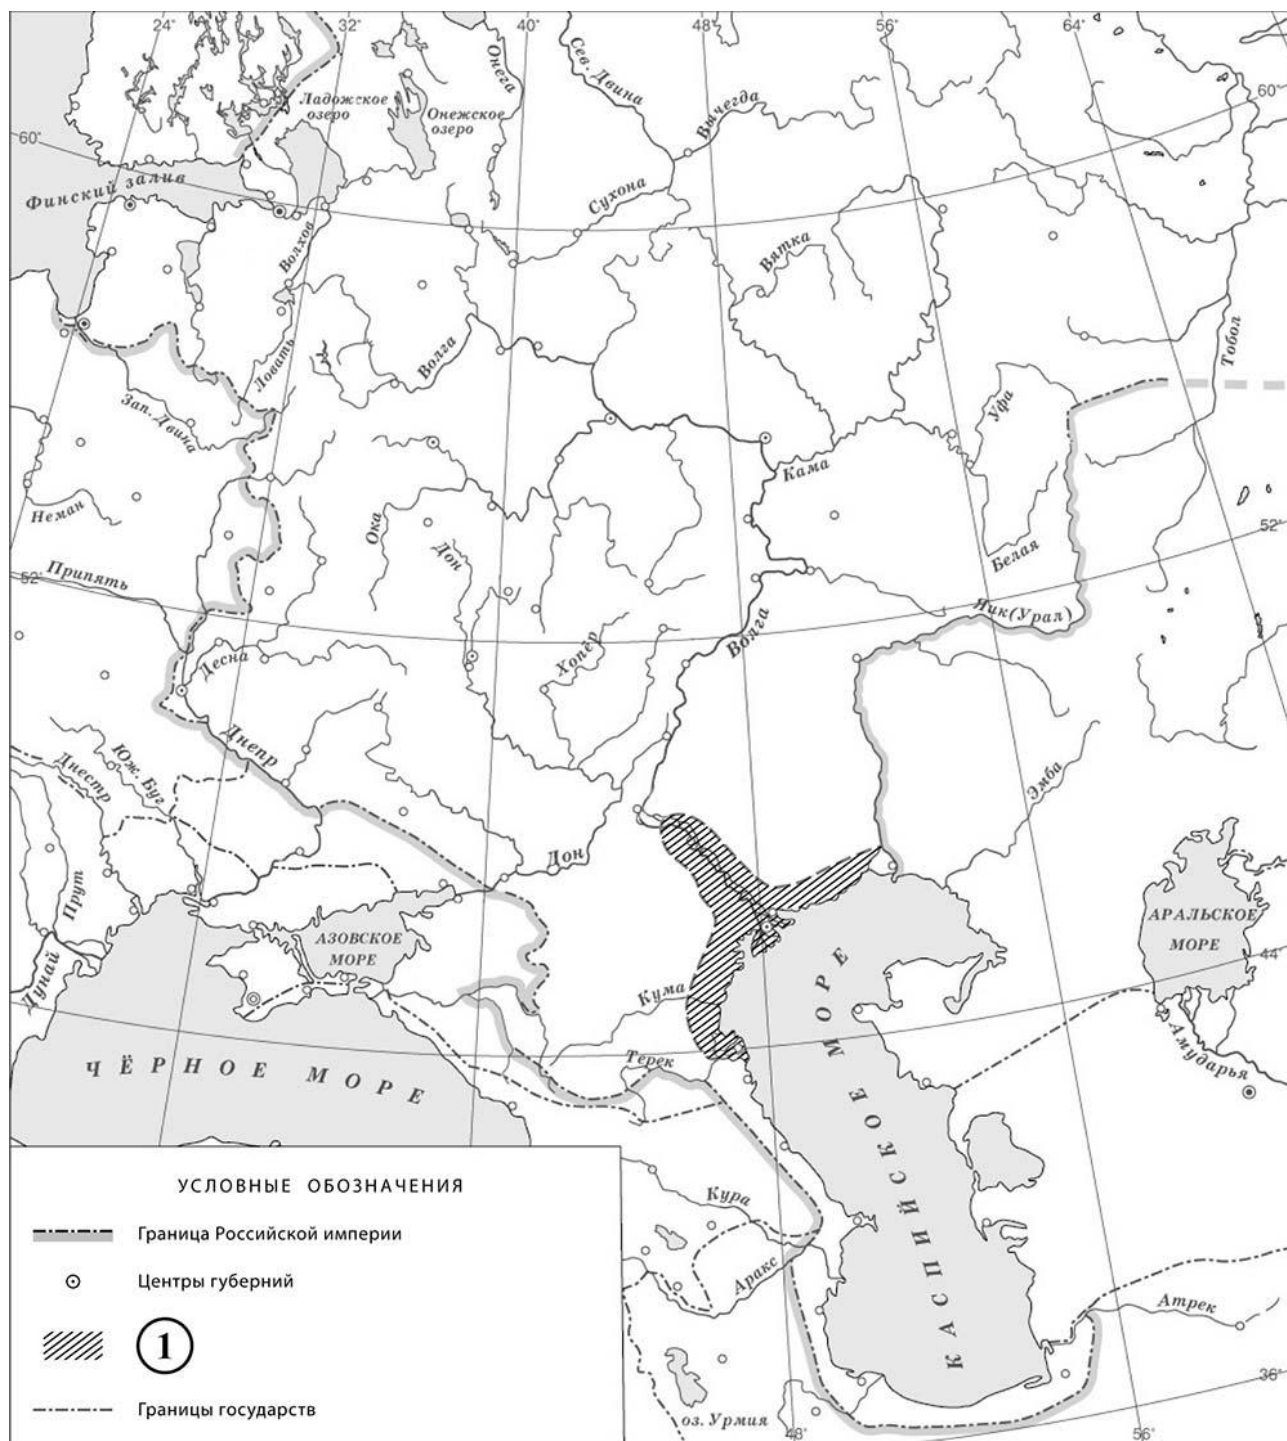 24°
32°
40°
48°
56°
64°
60°
Онега
Сев. Двина
Вычегда
Ладожское
озеро
Онежское
озеро
60°
Финский залив
Сухона
Волхов
Вятка
Тобол
Ловать
Волга
Зап. Двина
Уфа
Кама
Неман
Ока
Дон
Белая
52°
Припять
52°
Яик(Урал)
Волга
Хопёр
Десна
Днепр
Юж. Буг
Днестр
Эмба
Дон
Прут
АЗОВСКОЕ
МОРЕ
АРАЛЬСКОЕ
МОРЕ
44°
Дунай
Кума
Терек
Амударья
ЧЁРНОЕ МОРЕ
КАСПИЙСКОЕ МОРЕ
УСЛОВНЫЕ ОБОЗНАЧЕНИЯ
Граница Российской империи
Центры губерний
1
Границы государств
Кура
Аракс
Атрек
36°
оз. Урмия
48°
56°